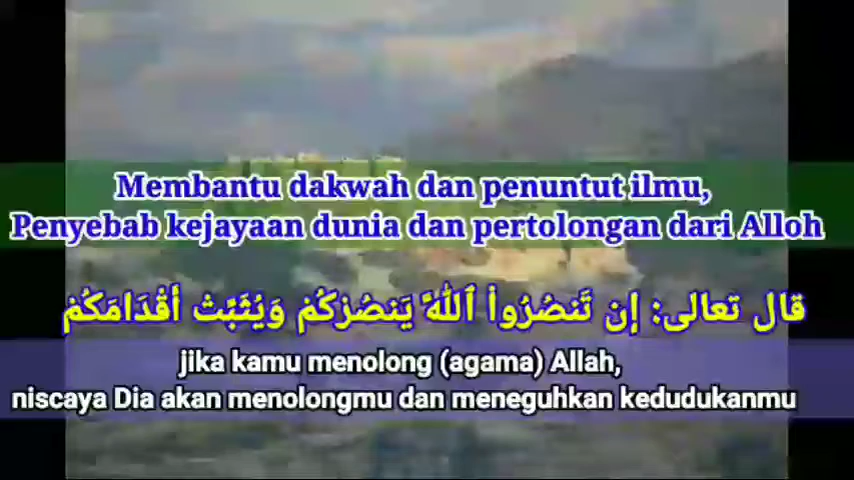 Membantu dakwah dan penuntut ilmu,
Penyebab kejayaan dunia dan pertolongan dari Alloh
قال تعالى: إِن تَنصُرُوا۟ ٱللَّهَ يَنصُرْكُمْ وَيُثَبِّتْ أَقْدَامَكُمْ
jika kamu menolong (agama) Allah,
niscaya Dia akan menolongmu dan meneguhkan kedudukanmu